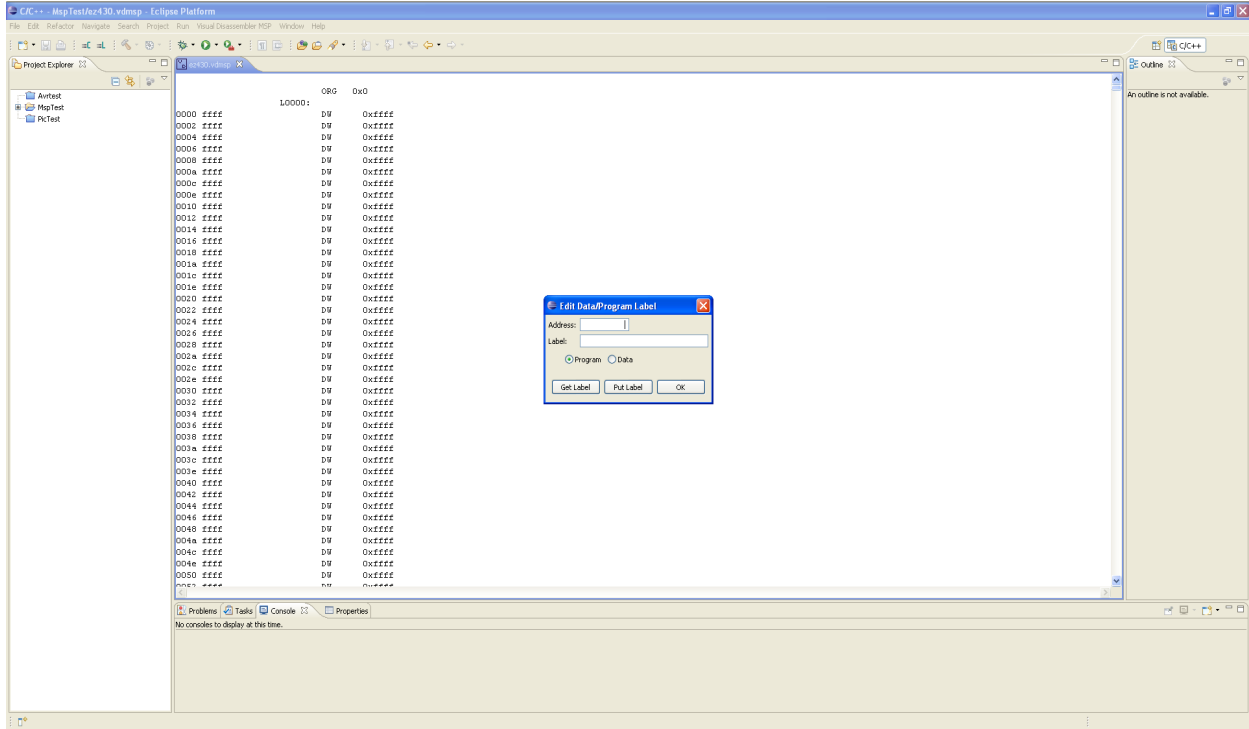 C/C++ - MspTest/ez430.vdmsp - Eclipse Platform
File Edit Refactor Navigate Search Project Run Visual Disassembler MSP Window Help
C/C++
Project Explorer
Avrtest
MspTest
PicTest
ez430.vdmsp
ORG 0x0
L0000:
0000 ffff DW 0xffff
0002 ffff DW 0xffff
0004 ffff DW 0xffff
0006 ffff DW 0xffff
0008 ffff DW 0xffff
000a ffff DW 0xffff
000c ffff DW 0xffff
000e ffff DW 0xffff
0010 ffff DW 0xffff
0012 ffff DW 0xffff
0014 ffff DW 0xffff
0016 ffff DW 0xffff
0018 ffff DW 0xffff
001a ffff DW 0xffff
001c ffff DW 0xffff
001e ffff DW 0xffff
0020 ffff DW 0xffff
0022 ffff DW 0xffff
0024 ffff DW 0xffff
0026 ffff DW 0xffff
0028 ffff DW 0xffff
002a ffff DW 0xffff
002c ffff DW 0xffff
002e ffff DW 0xffff
0030 ffff DW 0xffff
0032 ffff DW 0xffff
0034 ffff DW 0xffff
0036 ffff DW 0xffff
0038 ffff DW 0xffff
003a ffff DW 0xffff
003c ffff DW 0xffff
003e ffff DW 0xffff
0040 ffff DW 0xffff
0042 ffff DW 0xffff
0044 ffff DW 0xffff
0046 ffff DW 0xffff
0048 ffff DW 0xffff
004a ffff DW 0xffff
004c ffff DW 0xffff
004e ffff DW 0xffff
0050 ffff DW 0xffff
Edit Data/Program Label
Address:
Label:
Program Data
Get Label Put Label OK
Outline
An outline is not available.
Problems Tasks Console Properties
No consoles to display at this time.